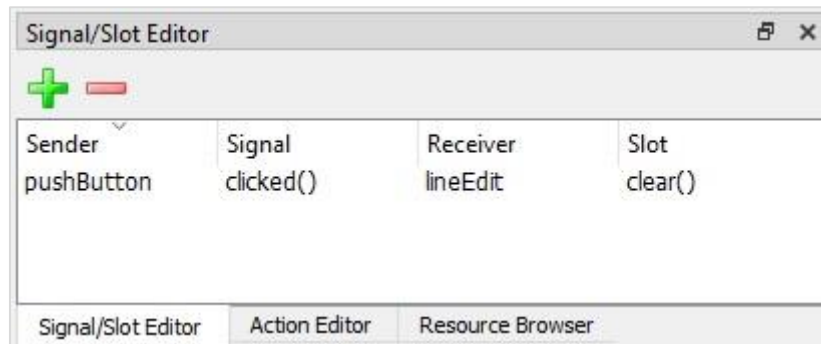 Signal/Slot Editor
Sender Signal Receiver Slot
pushButton clicked() lineEdit clear()
Signal/Slot Editor Action Editor Resource Browser